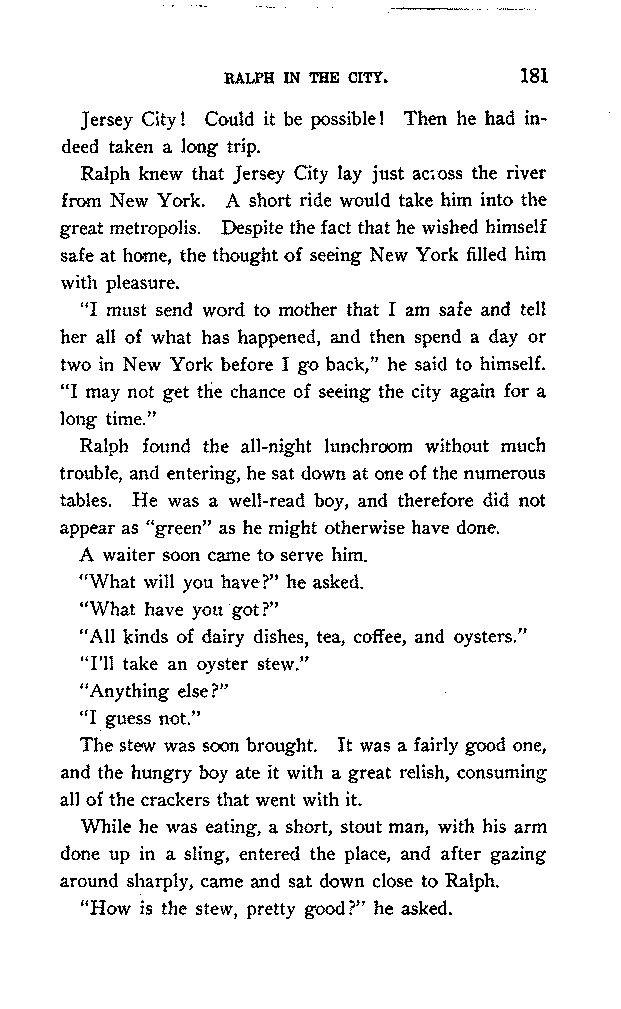 RALPH IN THE CITY. 181
Jersey City! Could it be possible! Then he had in-
deed taken a long trip.
Ralph knew that Jersey City lay just across the river
from New York. A short ride would take him into the
great metropolis. Despite the fact that he wished himself
safe at home, the thought of seeing New York filled him
with pleasure.
"I must send word to mother that I am safe and tell
her all of what has happened, and then spend a day or
two in New York before I go back," he said to himself.
"I may not get the chance of seeing the city again for a
long time."
Ralph found the all-night lunchroom without much
trouble, and entering, he sat down at one of the numerous
tables. He was a well-read boy, and therefore did not
appear as "green" as he might otherwise have done.
A waiter soon came to serve him.
"What will you have?" he asked.
"What have you got?"
"All kinds of dairy dishes, tea, coffee, and oysters."
"I'll take an oyster stew."
"Anything else?"
"I guess not."
The stew was soon brought. It was a fairly good one,
and the hungry boy ate it with a great relish, consuming
all of the crackers that went with it.
While he was eating, a short, stout man, with his arm
done up in a sling, entered the place, and after gazing
around sharply, came and sat down close to Ralph.
"How is the stew, pretty good?" he asked.